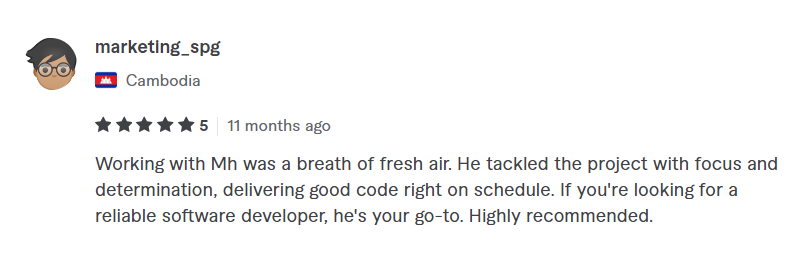 marketing_spg
Cambodia
5 11 months ago
Working with Mh was a breath of fresh air. He tackled the project with focus and
determination, delivering good code right on schedule. If you're looking for a
reliable software developer, he's your go-to. Highly recommended.